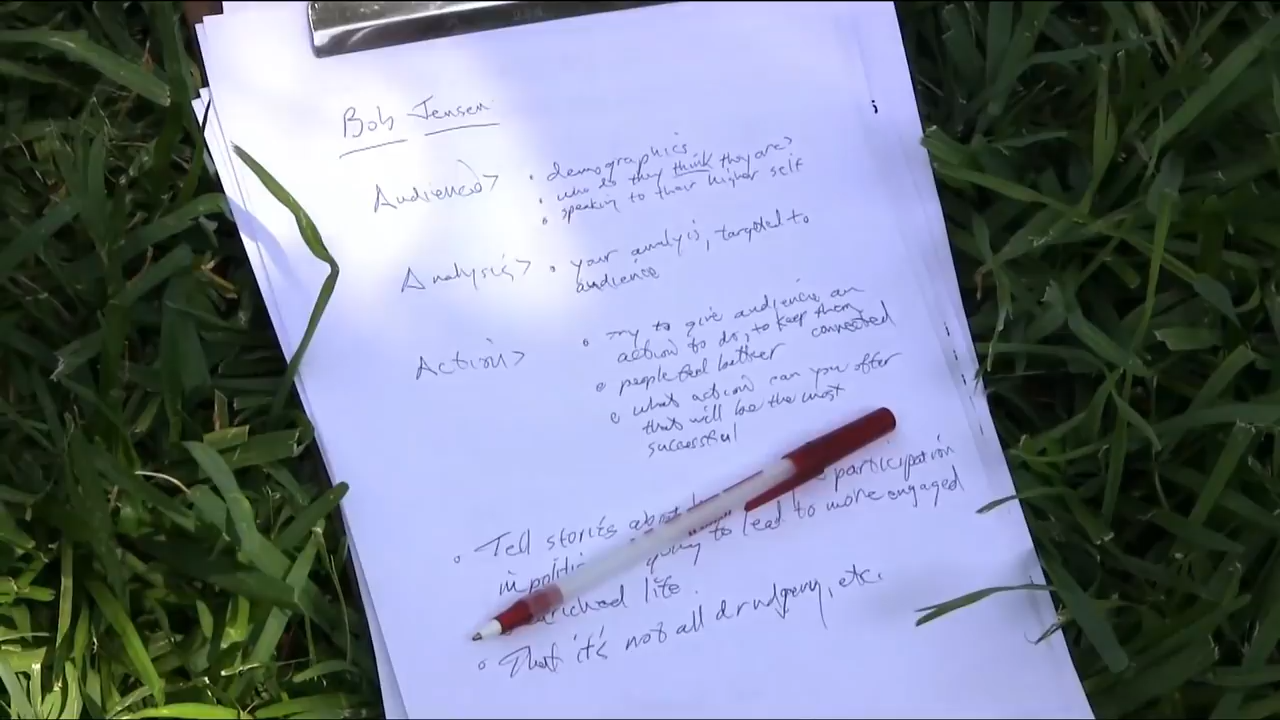 Bob Jensen
Audience>
• demographics
• who do they think they are>
• speaking to their higher self
Analysis>
• your analysis, targeted to
audience
Action>
• try to give audience an
action to do, to keep them
connected
• people feel better
• what action can you offer
that will be the most
successful
• Tell stories about participation
in politi going to lead to more engaged
enriched life.
• That it's not all drudgery, etc.